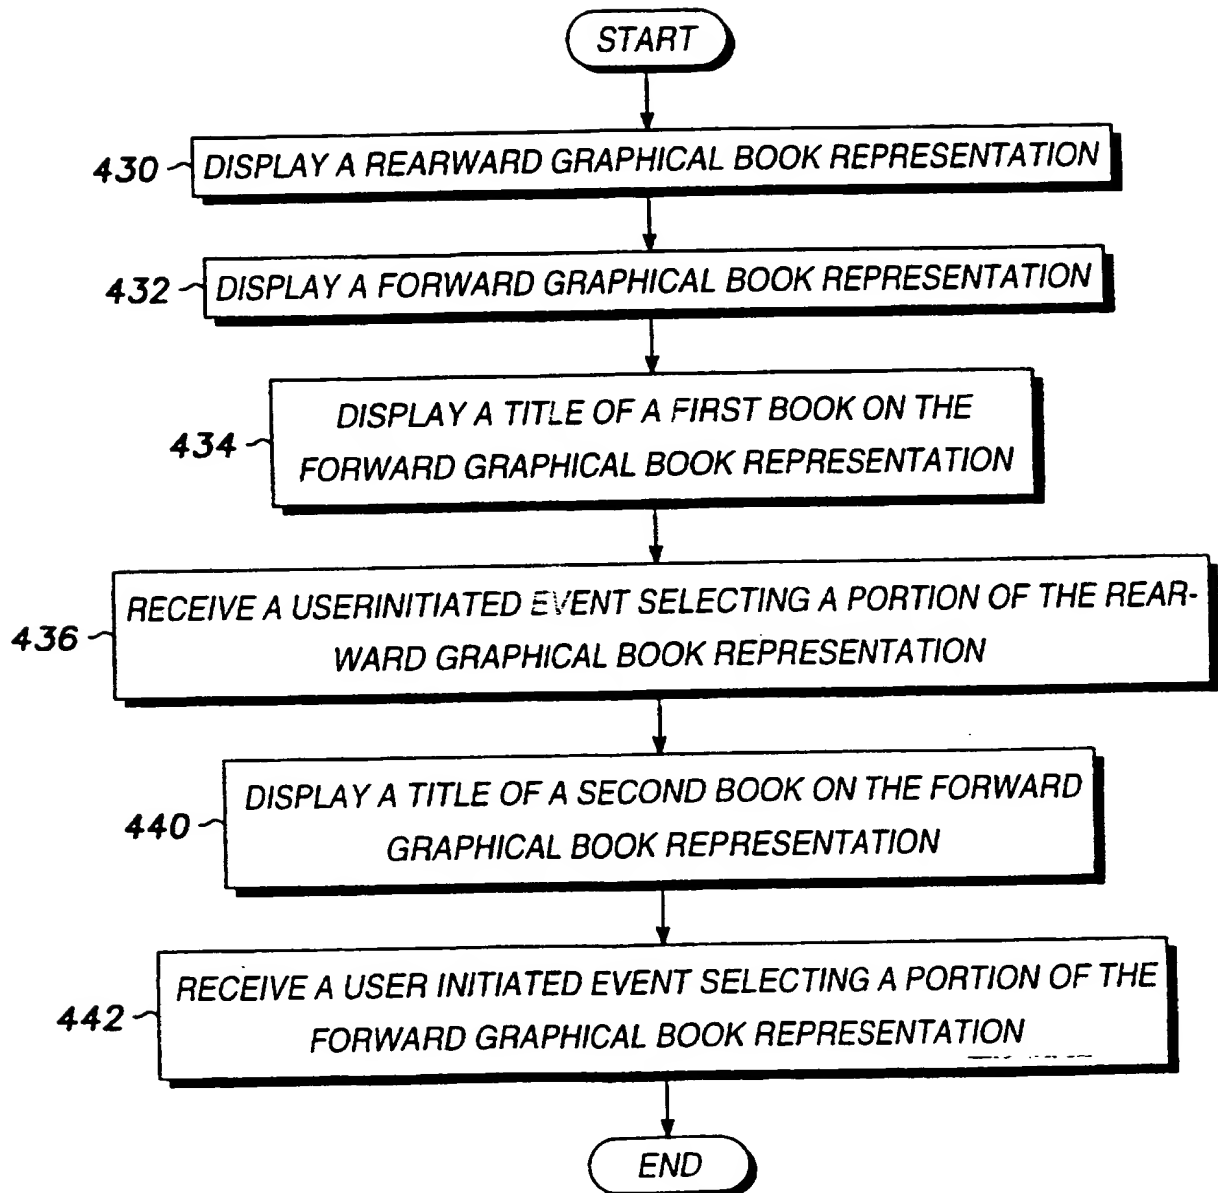 START
430 DISPLAY A REARWARD GRAPHICAL BOOK REPRESENTATION
432 DISPLAY A FORWARD GRAPHICAL BOOK REPRESENTATION
DISPLAY A TITLE OF A FIRST BOOK ON THE
434
FORWARD GRAPHICAL BOOK REPRESENTATION
RECEIVE A USERINITIATED EVENT SELECTING A PORTION OF THE REAR-
436
WARD GRAPHICAL BOOK REPRESENTATION
DISPLAY A TITLE OF A SECOND BOOK ON THE FORWARD
440
GRAPHICAL BOOK REPRESENTATION
RECEIVE A USER INITIATED EVENT SELECTING A PORTION OF THE
442
FORWARD GRAPHICAL BOOK REPRESENTATION
END